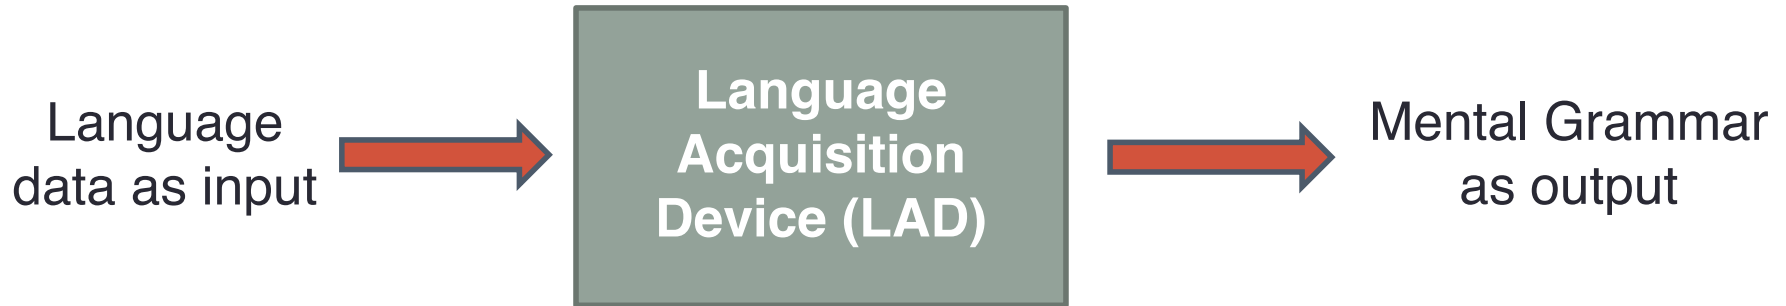 Language
data as input
Language
Acquisition
Device (LAD)
Mental Grammar
as output